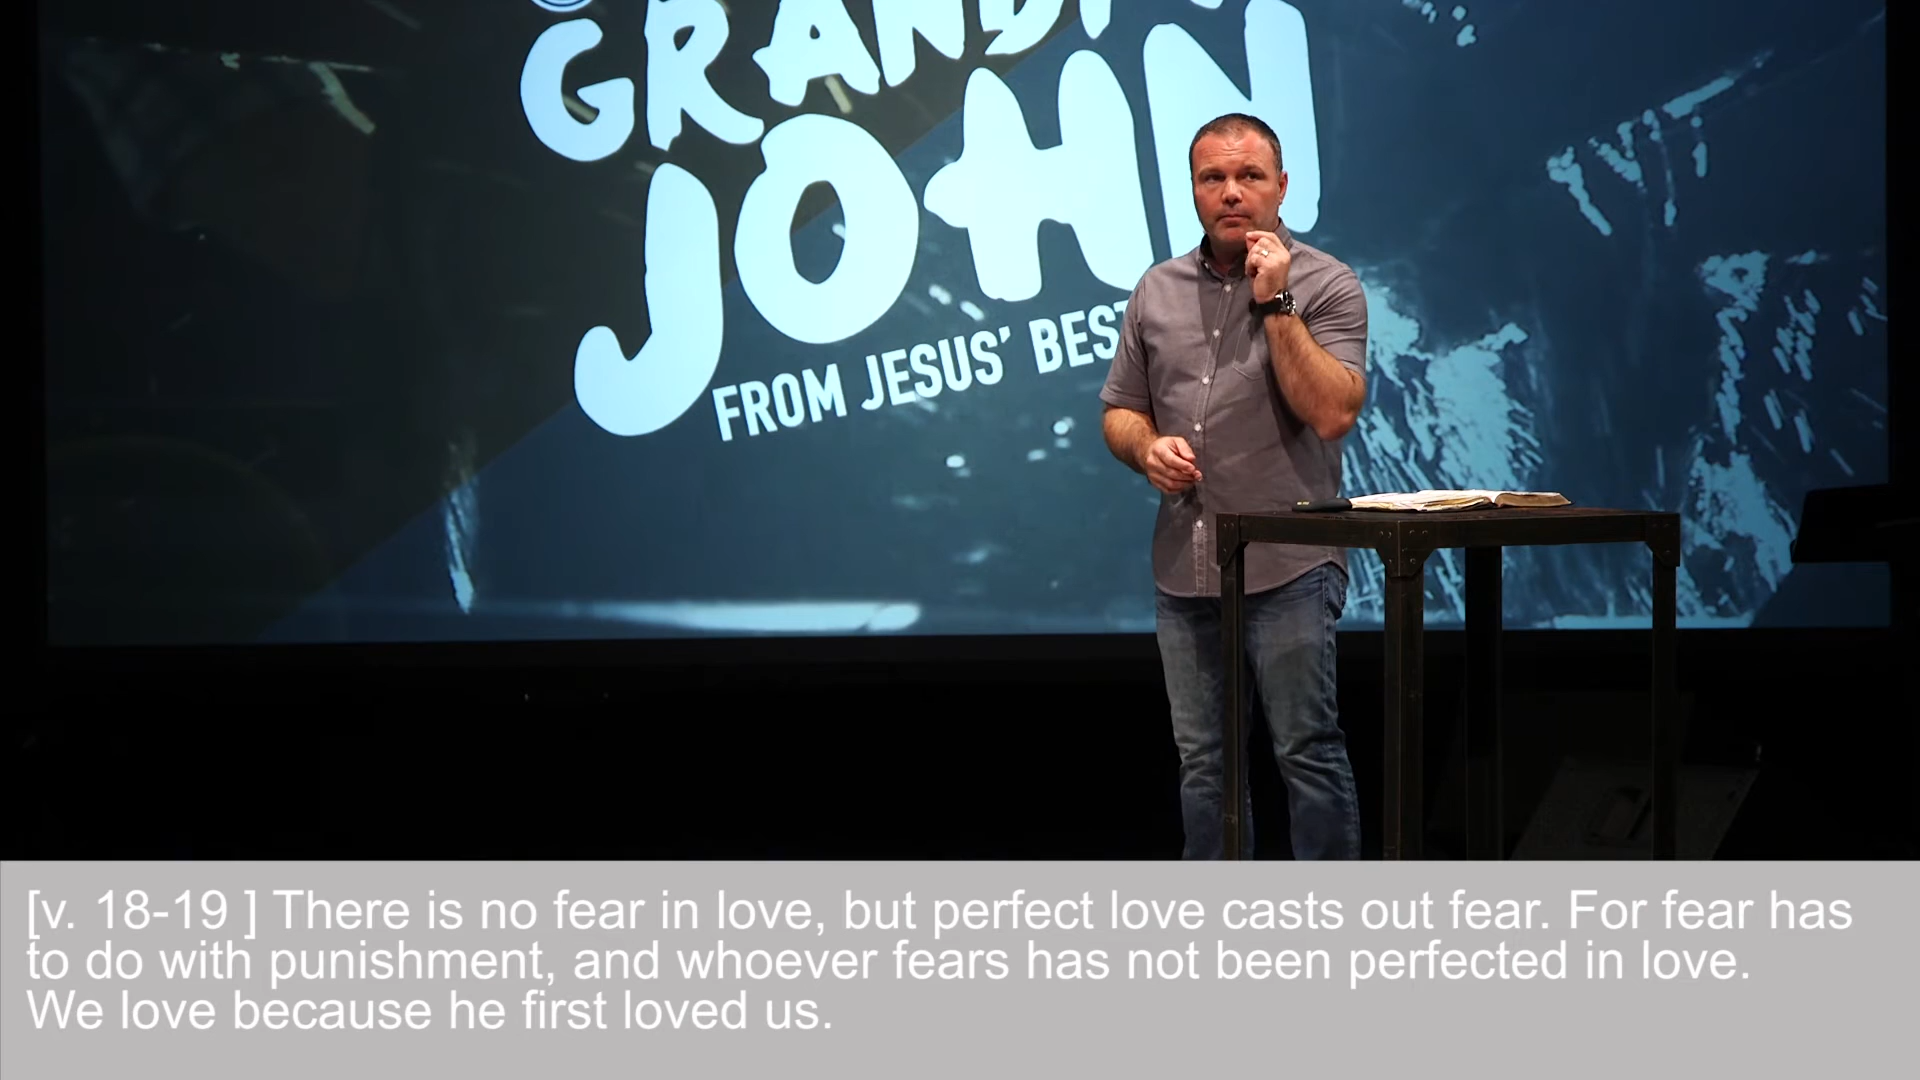 JOHN
FROM JESUS' BEST
[v. 18-19 ] There is no fear in love, but perfect love casts out fear. For fear has
to do with punishment, and whoever fears has not been perfected in love.
We love because he first loved us.